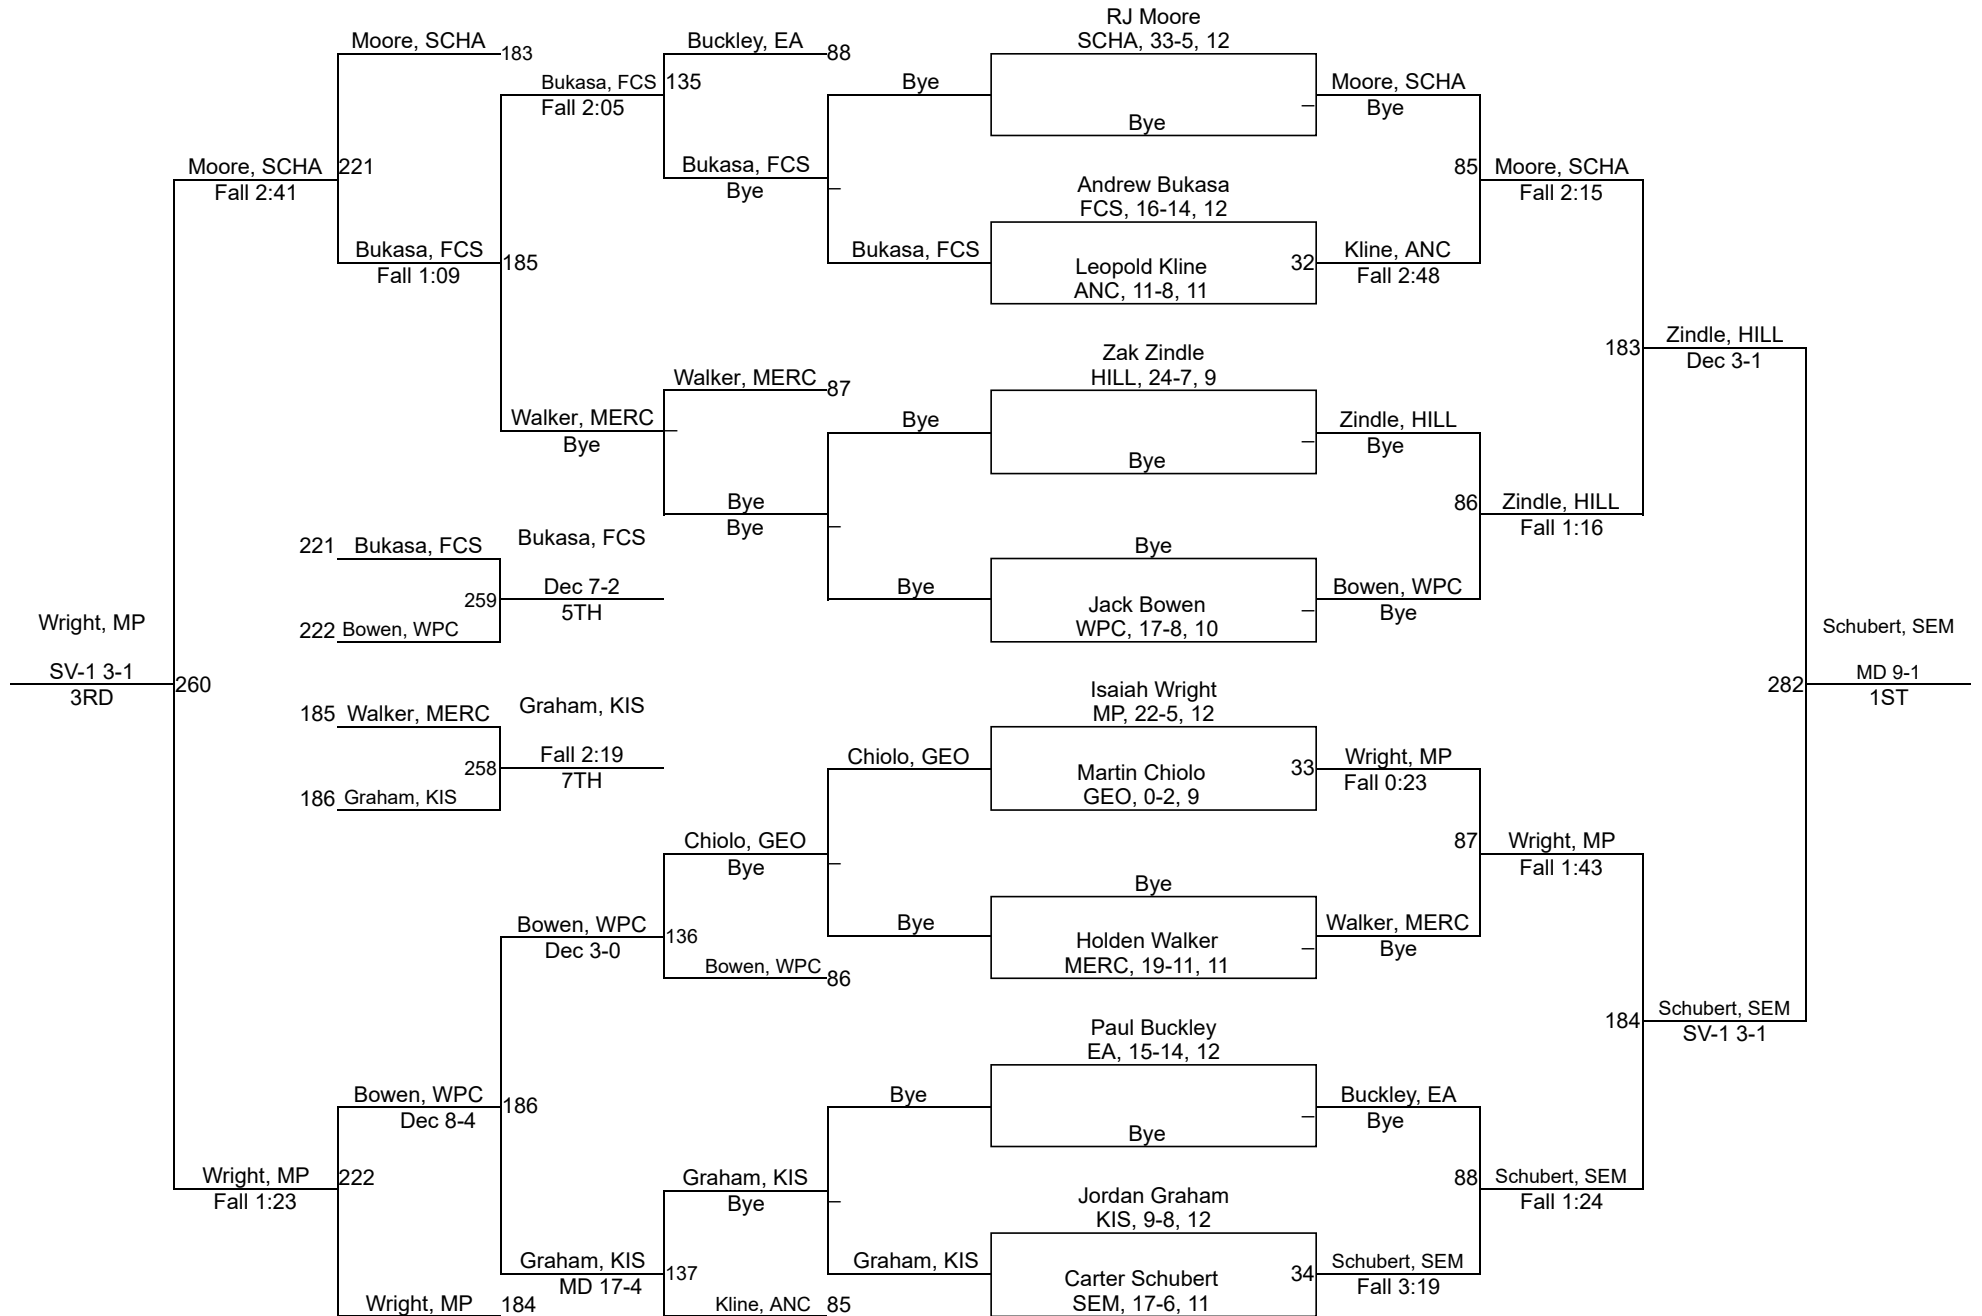 RJ Moore
SCHA, 33-5, 12
Moore, SCHA
183
Buckley, EA
88
Bukasa, FCS
135
Fall 2:05
Bye
Moore, SCHA
Bye
Bye
Moore, SCHA
221
Fall 2:41
Bukasa, FCS
Bye
Andrew Bukasa
FCS, 16-14, 12
85
Moore, SCHA
Fall 2:15
Bukasa, FCS
185
Fall 1:09
Bukasa, FCS
Leopold Kline
ANC, 11-8, 11
32
Kline, ANC
Fall 2:48
Zak Zindle
HILL, 24-7, 9
183
Zindle, HILL
Dec 3-1
Walker, MERC
87
Walker, MERC
Bye
Bye
Zindle, HILL
Bye
Bye
Bye
Bye
86
Zindle, HILL
Fall 1:16
221
Bukasa, FCS
Bukasa, FCS
Bye
259
Dec 7-2
5TH
Bye
Jack Bowen
WPC, 17-8, 10
Bowen, WPC
Bye
222
Bowen, WPC
Wright, MP
SV-1 3-1
3RD
260
Schubert, SEM
282
MD 9-1
1ST
185
Walker, MERC
Graham, KIS
Isaiah Wright
MP, 22-5, 12
258
Fall 2:19
7TH
Chiolo, GEO
Martin Chiolo
GEO, 0-2, 9
33
Wright, MP
Fall 0:23
186
Graham, KIS
Chiolo, GEO
Bye
87
Wright, MP
Fall 1:43
Bye
Bowen, WPC
136
Dec 3-0
Bye
Holden Walker
MERC, 19-11, 11
Walker, MERC
Bye
Bowen, WPC
86
Paul Buckley
EA, 15-14, 12
184
Schubert, SEM
SV-1 3-1
Bowen, WPC
186
Dec 8-4
Bye
Buckley, EA
Bye
Bye
Wright, MP
222
Fall 1:23
Graham, KIS
Bye
Jordan Graham
KIS, 9-8, 12
88
Schubert, SEM
Fall 1:24
Graham, KIS
137
MD 17-4
Graham, KIS
Carter Schubert
SEM, 17-6, 11
34
Schubert, SEM
Fall 3:19
Wright, MP
184
Kline, ANC
85